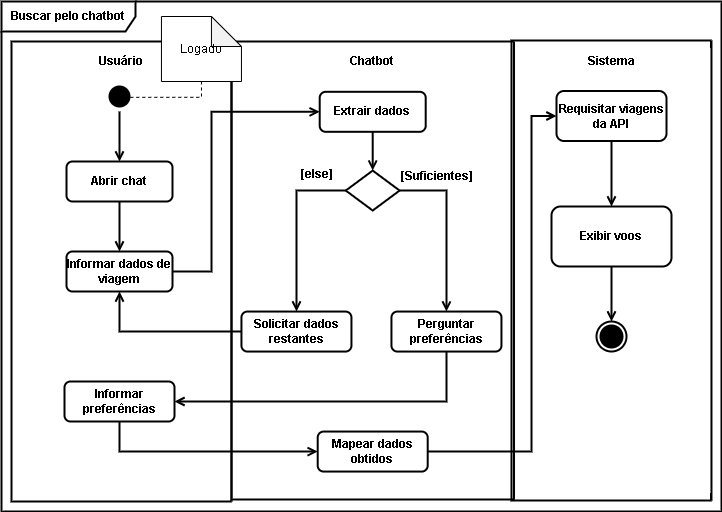 Buscar pelo chatbot
Logado
Usuário
Chatbot
Sistema
Extrair dados
Requisitar viagens
da API
[else]
[Suficientes]
Abrir chat
Exibir voos
Informar dados de
viagem
Solicitar dados
restantes
Perguntar
preferências
Informar
preferências
Mapear dados
obtidos